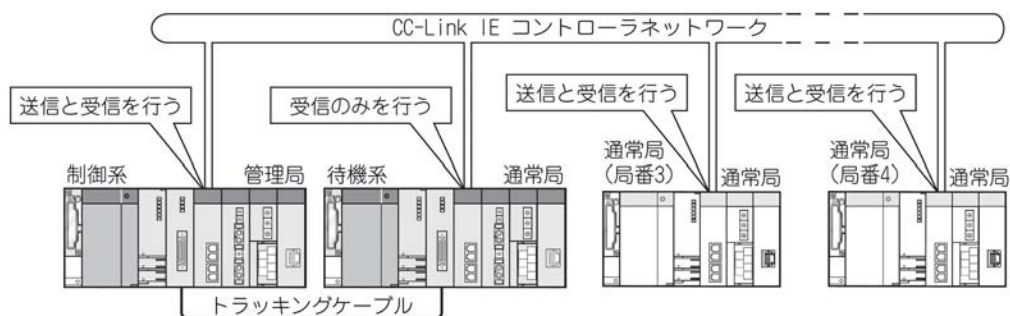 CC-Link IE コントローラネットワーク
送信と受信を行う
受信のみを行う
送信と受信を行う
送信と受信を行う
制御系
管理局
待機系
通常局
通常局
(局番3)
通常局
通常局
(局番4)
通常局
トラッキングケーブル